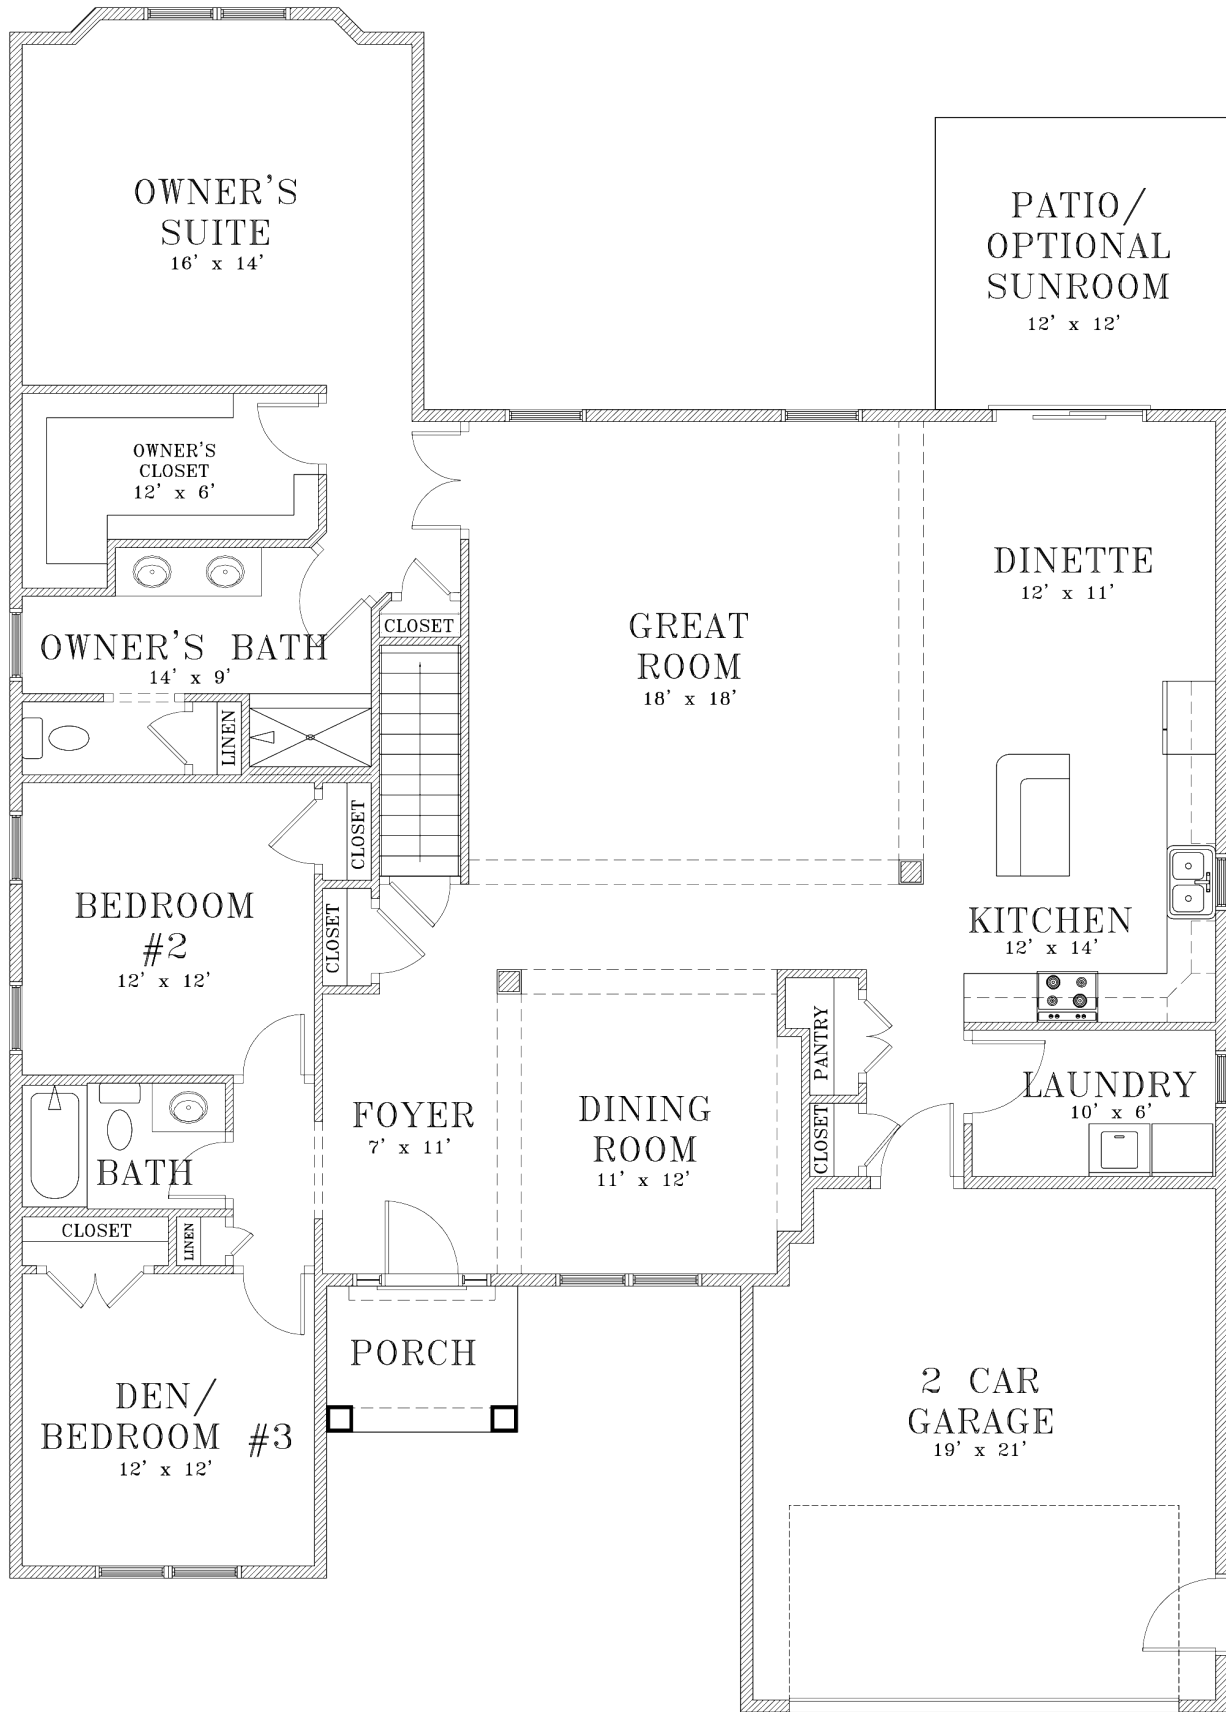 OWNER'S
SUITE
16' x 14'
PATIO/
OPTIONAL
SUNROOM
12' x 12'
OWNER'S
CLOSET
12' x 6'
DINETTE
12' x 11'
GREAT
ROOM
18' x 18'
CLOSET
OWNER'S BATH
14' x 9'
LINEN
CLOSET
BEDROOM
#2
12' x 12'
CLOSET
KITCHEN
12' x 14'
PANTRY
LAUNDRY
10' x 6'
FOYER
7' x 11'
DINING
ROOM
11' x 12'
CLOSET
BATH
CLOSET
LINEN
PORCH
DEN/
BEDROOM #3
12' x 12'
2 CAR
GARAGE
19' x 21'